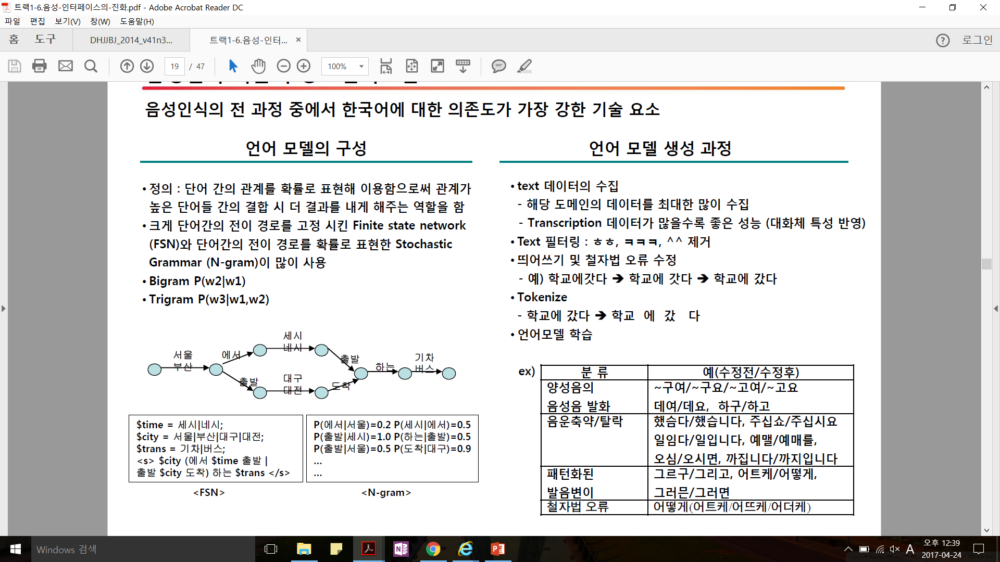 트랙1-6.음성-인터페이스의-진화.pdf - Adobe Acrobat Reader DC
파일 편집 보기(V) 창(W) 도움말(H)
홈 도구 DHJJBJ_2014_v41n3... 트랙1-6.음성-인터... × 로그인
19 / 47 100%
음성인식의 전 과정 중에서 한국어에 대한 의존도가 가장 강한 기술 요소
언어 모델의 구성
• 정의 : 단어 간의 관계를 확률로 표현해 이용함으로써 관계가
높은 단어들 간의 결합 시 더 결과를 내게 해주는 역할을 함
• 크게 단어간의 전이 경로를 고정 시킨 Finite state network
(FSN)와 단어간의 전이 경로를 확률로 표현한 Stochastic
Grammar (N-gram)이 많이 사용
• Bigram P(w2|w1)
• Trigram P(w3|w1,w2)
서울
부산
에서
출발
세시
네시
대구
대전
출발
도착
하는
기차
버스
$time = 세시|네시;
$city = 서울|부산|대구|대전;
$trans = 기차|버스;
<s> $city (에서 $time 출발 |
출발 $city 도착) 하는 $trans </s>
<FSN>
P(에서|서울)=0.2 P(세시|에서)=0.5
P(출발|세시)=1.0 P(하는|출발)=0.5
P(출발|서울)=0.5 P(도착|대구)=0.9
...
...
<N-gram>
언어 모델 생성 과정
• text 데이터의 수집
- 해당 도메인의 데이터를 최대한 많이 수집
- Transcription 데이터가 많을수록 좋은 성능 (대화체 특성 반영)
• Text 필터링 : ㅎㅎ, ㅋㅋㅋ, ^^ 제거
• 띄어쓰기 및 철자법 오류 수정
- 예) 학교에갓다 ➔ 학교에 갓다 ➔ 학교에 갔다
• Tokenize
- 학교에 갔다 ➔ 학교 에 갔 다
• 언어모델 학습
ex)
분 류 예(수정전/수정후)
양성음의 ~구여/~구요/~고여/~고요
음성음 발화 데여/데요, 하구/하고
음운축약/탈락 했슴다/했습니다, 주십쇼/주십시요
일임다/일입니다, 예맬/예매를,
오심/오시면, 까집니다/까지입니다
패턴화된 그르구/그리고, 어트케/어떻게,
발음변이 그러믄/그러면
철자법 오류 어떻게(어트케/어뜨케/어더케)
Windows 검색
A
오후 12:39
2017-04-24